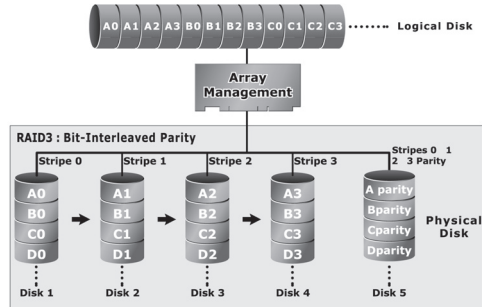 A0 A1 A2 A3 B0 B1 B2 B3 C0 C1 C2 C3 Logical Disk
Array
Management
RAID3 : Bit-Interleaved Parity
Stripe 0 Stripe 1 Stripe 2 Stripe 3 Stripes 0 1
2 3 Parity
A0 A1 A2 A3 A parity
B0 B1 B2 B3 Bparity
C0 C1 C2 C3 Cparity
D0 D1 D2 D3 Dparity
Physical
Disk
Disk 1 Disk 2 Disk 3 Disk 4 Disk 5